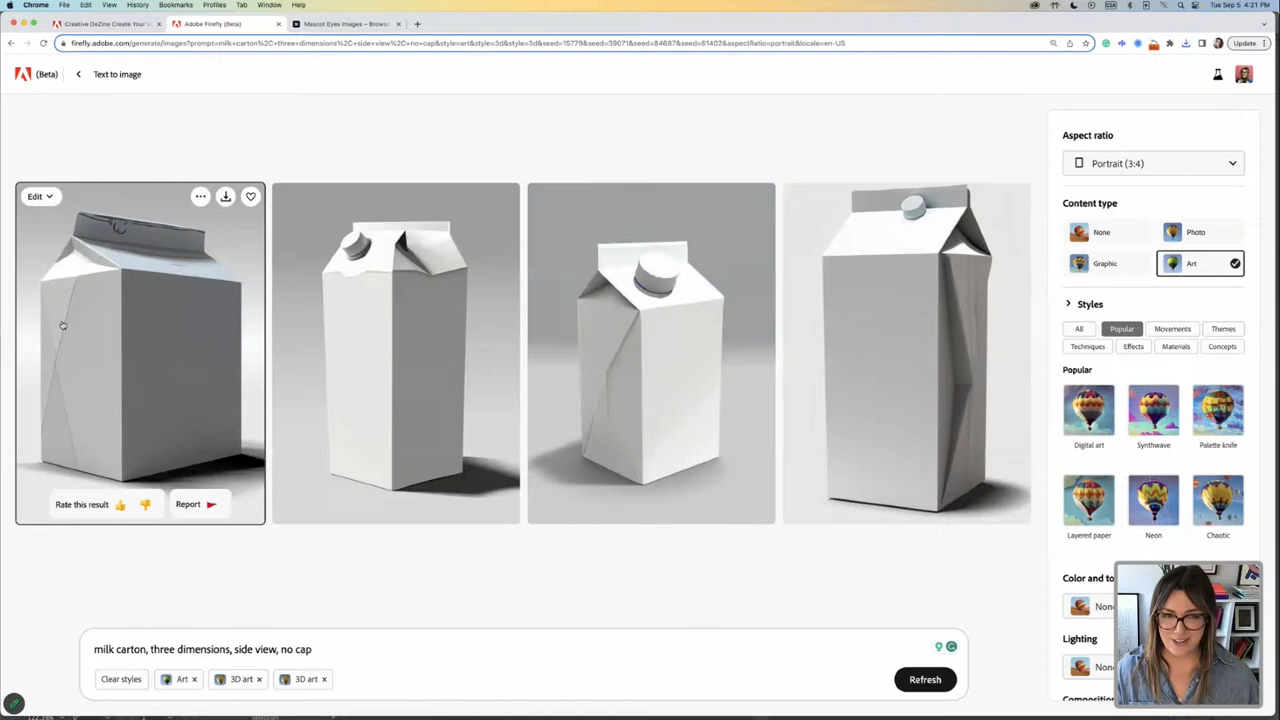 Chrome File Edit View History Bookmarks Profiles Tab Window Help
Tue Sep 5 4:21 PM
Creative DeZine Create Your V
Adobe Firefly (Beta)
Mascot Eyes Images – Browse
firefly.adobe.com/generate/images?prompt=milk+carton%2C+three+dimensions%2C+side+view%2C+no+cap&style=art&style=3d&style=3d&seed=15779&seed=39071&seed=84687&seed=61402&aspectRatio=portrait&locale=en-US
Update
(Beta)
Text to image
Edit
Rate this result
Report
Aspect ratio
Portrait (3:4)
Content type
None
Photo
Graphic
Art
Styles
All
Popular
Movements
Themes
Techniques
Effects
Materials
Concepts
Popular
Digital art
Synthwave
Palette knife
Layered paper
Neon
Chaotic
Color and to
Non
Lighting
Non
milk carton, three dimensions, side view, no cap
Clear styles
Art
3D art
3D art
Refresh